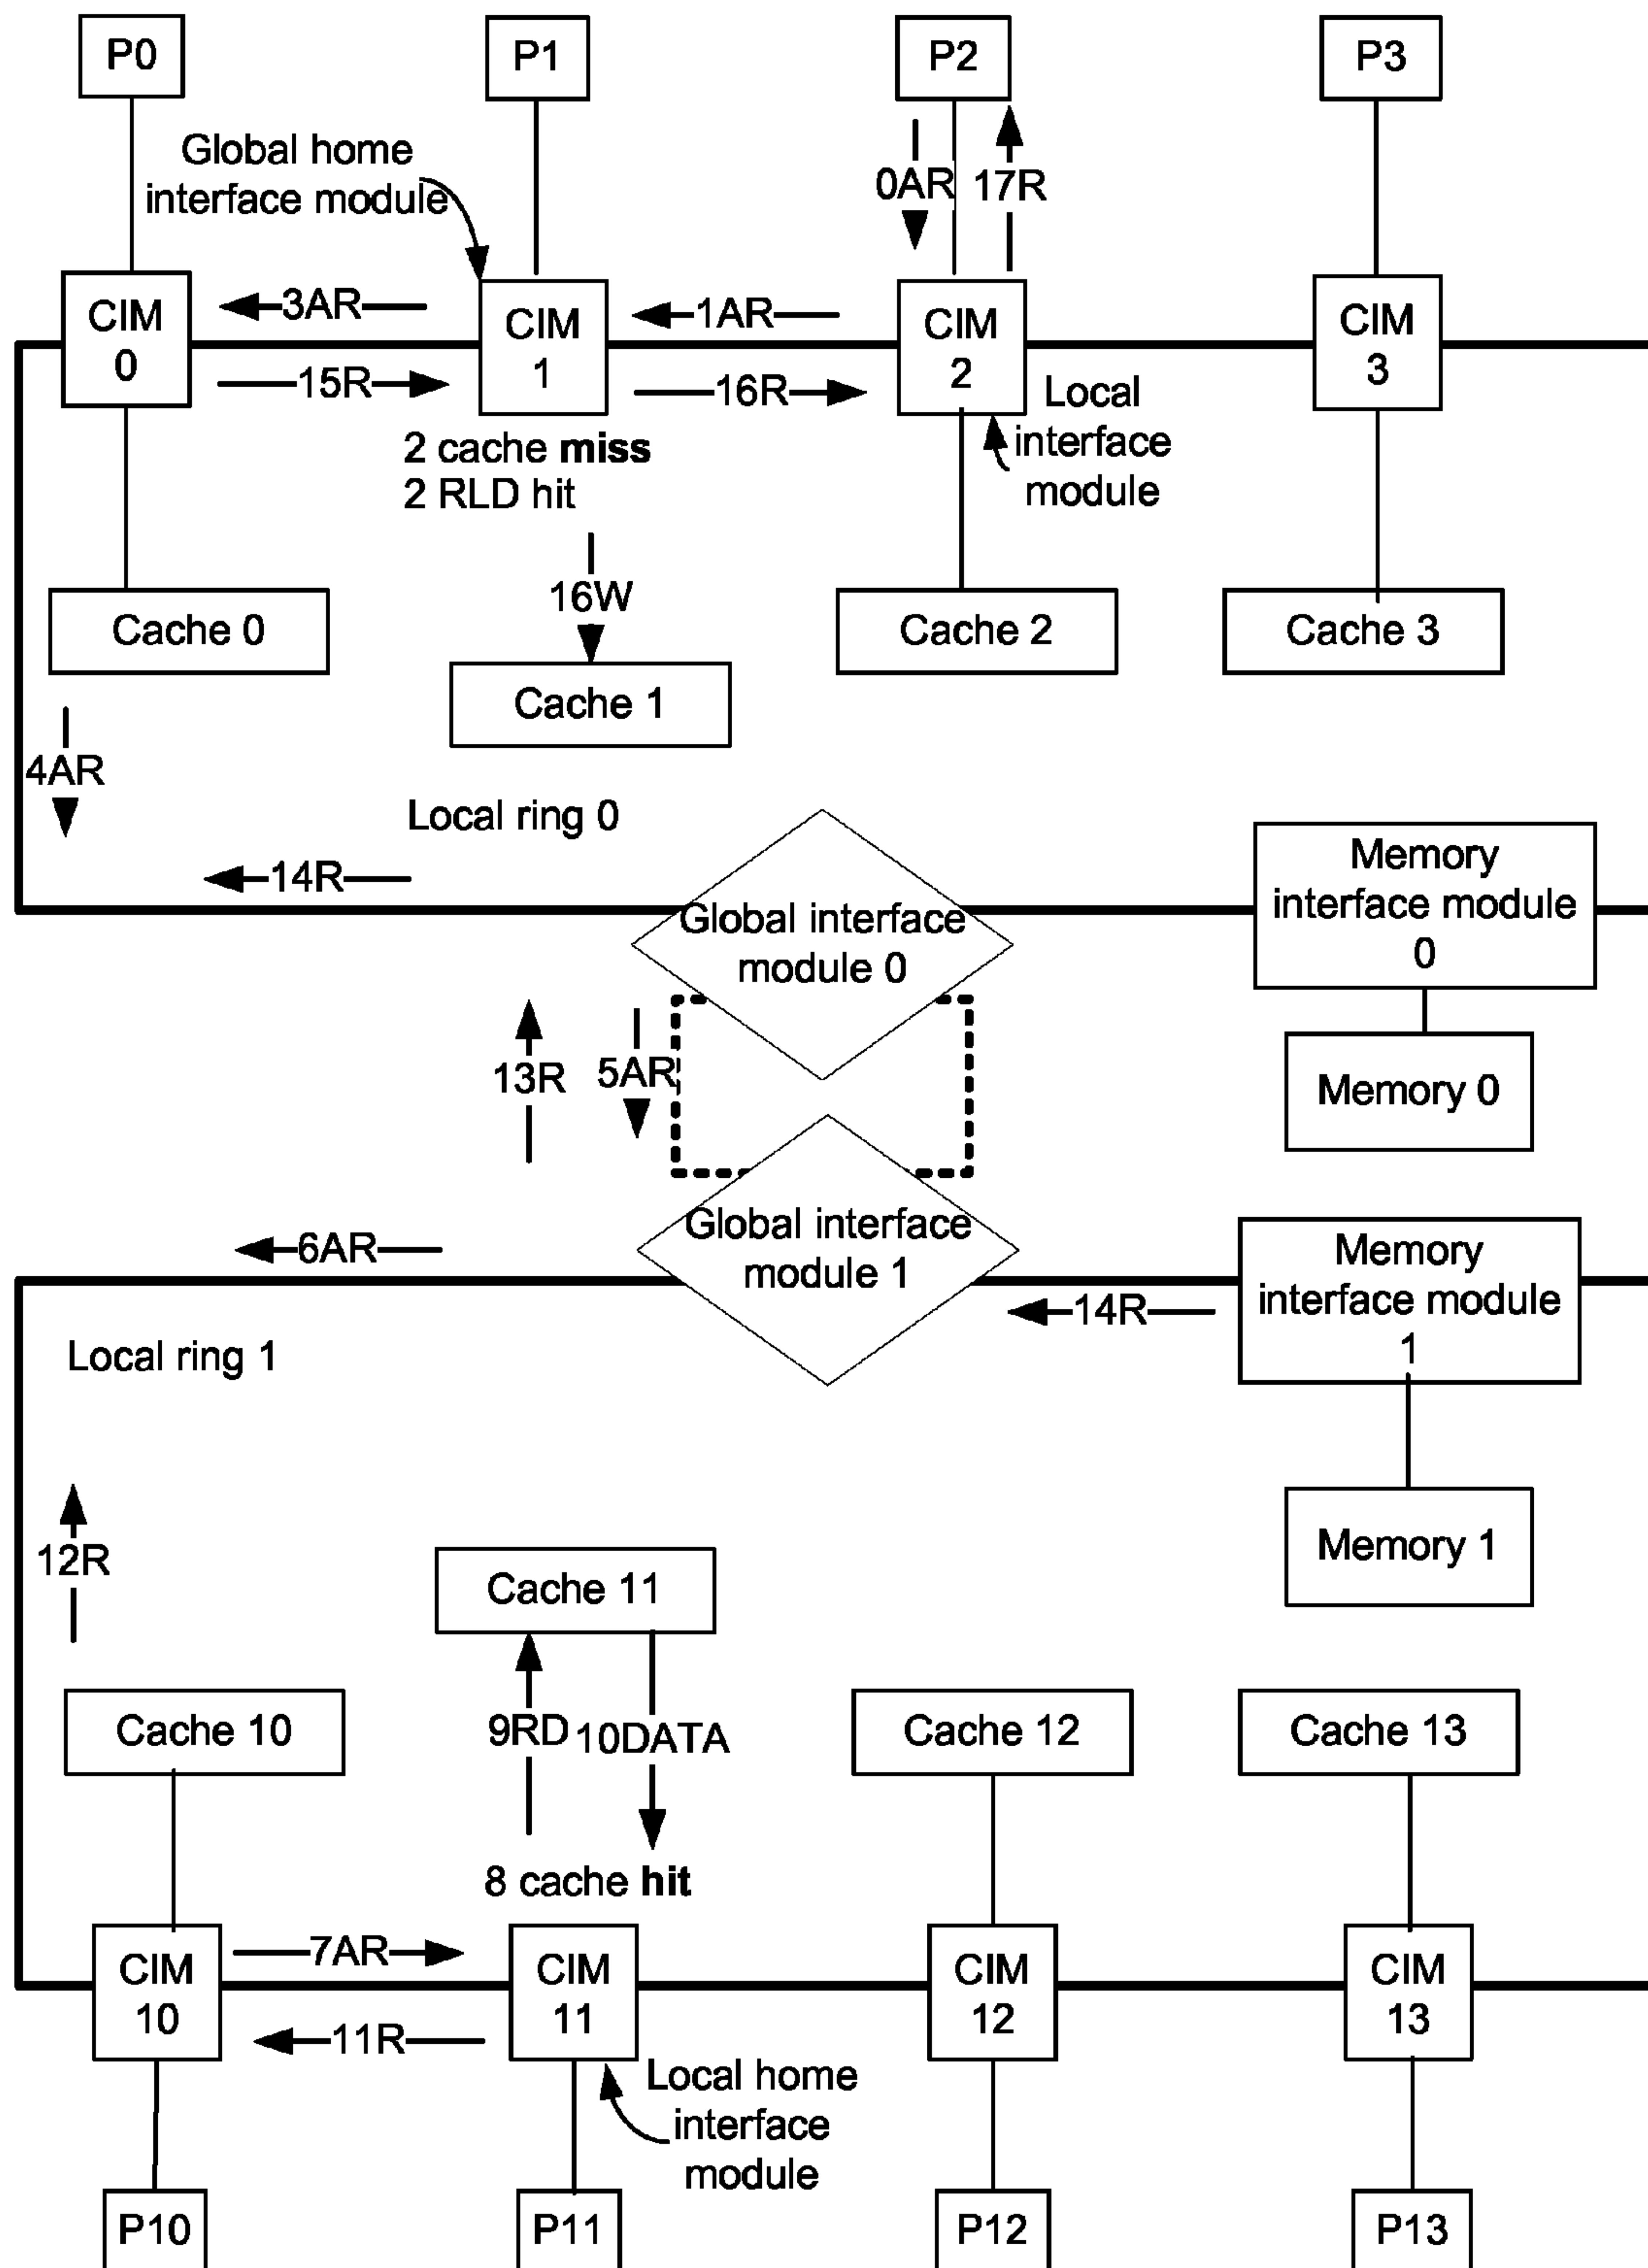 P0
P1
P2
P3
Global home
interface module
0AR
17R
CIM
0
3AR
15R
CIM
1
1AR
16R
CIM
2
Local
interface
module
CIM
3
2 cache miss
2 RLD hit
16W
Cache 0
Cache 1
Cache 2
Cache 3
4AR
Local ring 0
14R
Global interface
module 0
Memory
interface module
0
13R
5AR
Memory 0
6AR
Global interface
module 1
14R
Memory
interface module
1
Local ring 1
12R
Memory 1
Cache 11
9RD
10DATA
Cache 10
Cache 12
Cache 13
8 cache hit
CIM
10
7AR
11R
CIM
11
CIM
12
CIM
13
Local home
interface
module
P10
P11
P12
P13